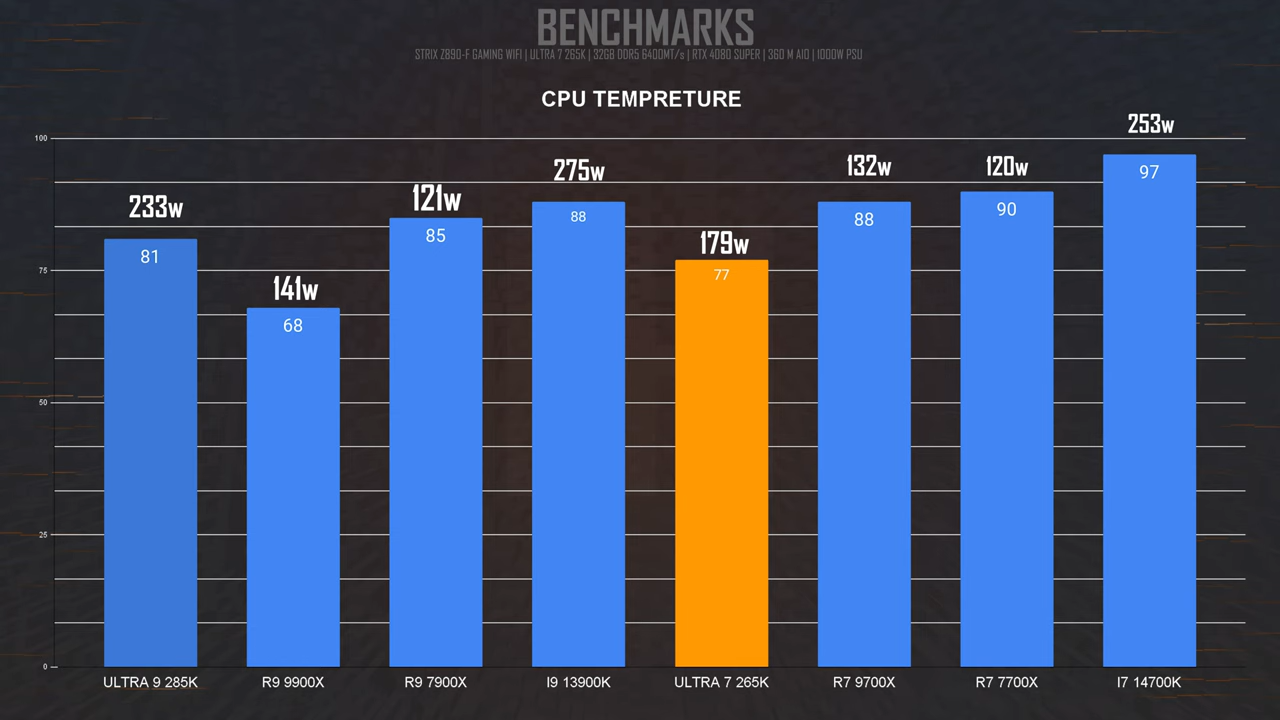 BENCHMARKS
STRIX Z890-F GAMING WIFI | ULTRA 7 265K | 32GB DDR5 6400MT/s | RTX 4080 SUPER | 360 M AIO | 1000W PSU
CPU TEMPRETURE
100
75
50
25
0
233w
141w
121w
275w
179w
132w
120w
253w
81
68
85
88
77
88
90
97
ULTRA 9 285K
R9 9900X
R9 7900X
I9 13900K
ULTRA 7 265K
R7 9700X
R7 7700X
I7 14700K